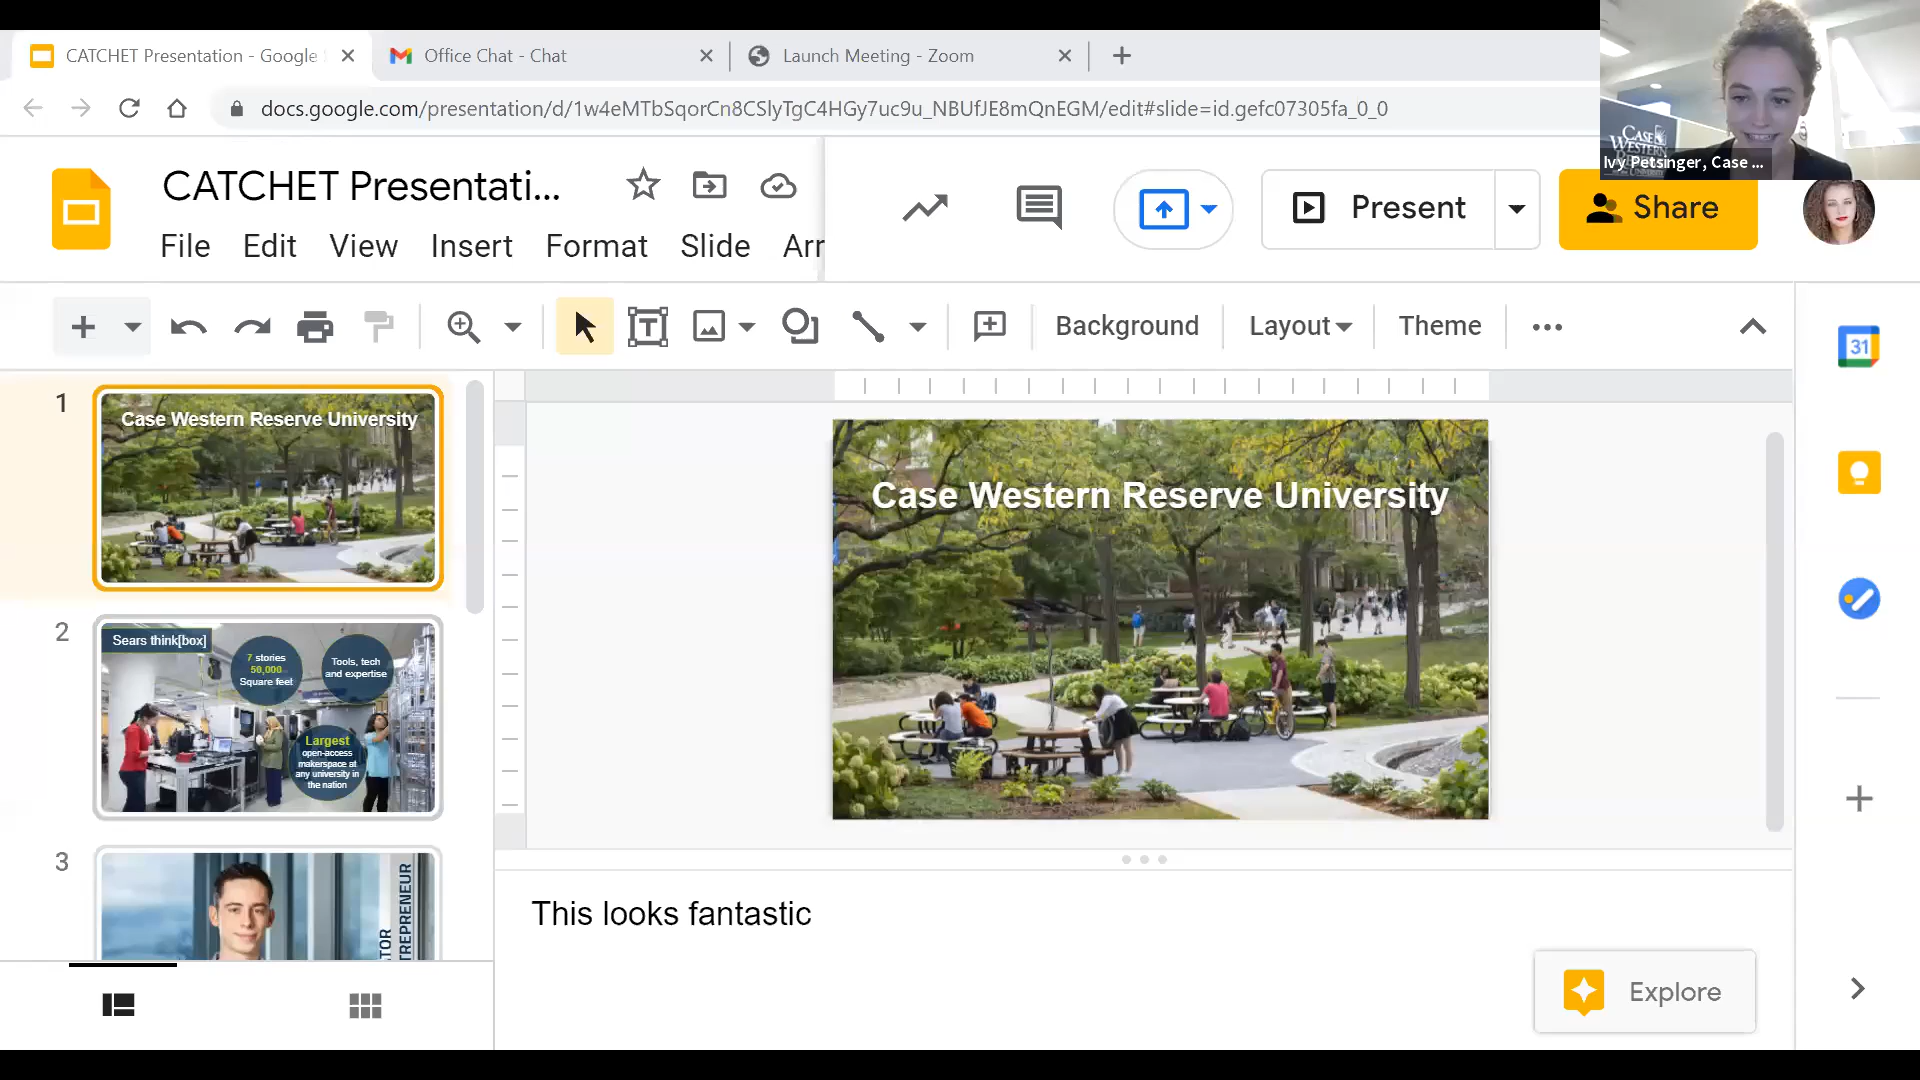 CATCHET Presentation - Google
Office Chat - Chat
Launch Meeting - Zoom
docs.google.com/presentation/d/1w4eMTbSqorCn8CSlyTgC4HGy7uc9u_NBUfJE8mQnEGM/edit#slide=id.gefc07305fa_0_0
CASE
WESTERN
Ivy Petsinger, Case ...
CATCHET Presentati...
Present
Share
File Edit View Insert Format Slide Arr
Background Layout Theme
31
1
Case Western Reserve University
2
Sears think[box]
7 stories
50,000
Square feet
Tools, tech
and expertise
Largest
open-access
makerspace at
any university in
the nation
3
TREPRENEUR
Case Western Reserve University
This looks fantastic
Explore